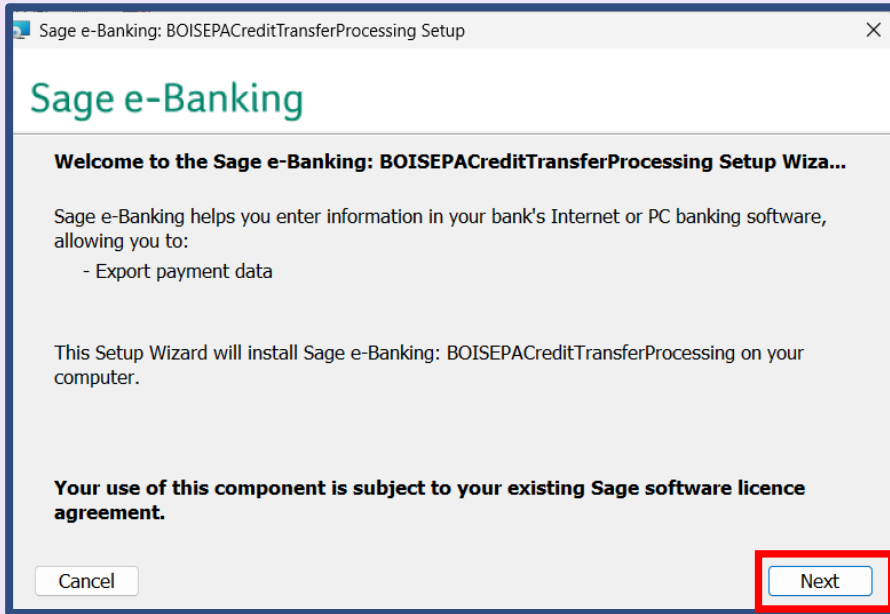 Sage e-Banking: BOISEPACreditTransferProcessing Setup
Sage e-Banking
Welcome to the Sage e-Banking: BOISEPACreditTransferProcessing Setup Wiza...
Sage e-Banking helps you enter information in your bank's Internet or PC banking software,
allowing you to:
- Export payment data
This Setup Wizard will install Sage e-Banking: BOISEPACreditTransferProcessing on your
computer.
Your use of this component is subject to your existing Sage software licence
agreement.
Cancel
Next